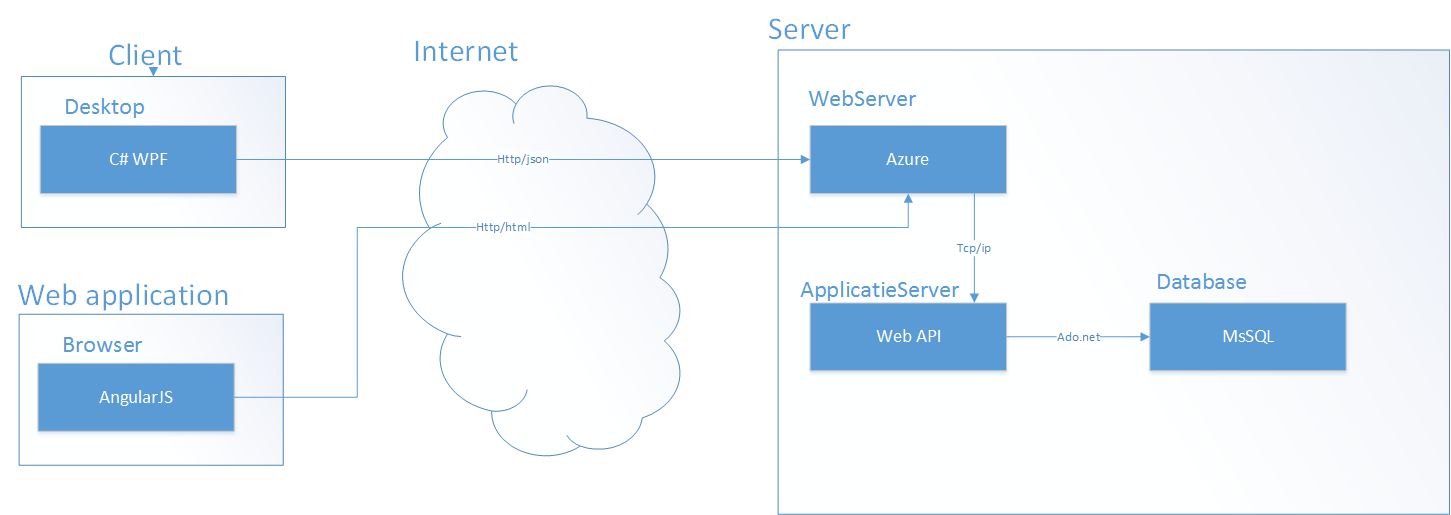 Client
Desktop
C# WPF
Web application
Browser
AngularJS
Internet
Http/json
Http/html
Server
WebServer
Azure
Tcp/ip
ApplicatieServer
Web API
Ado.net
Database
MsSQL